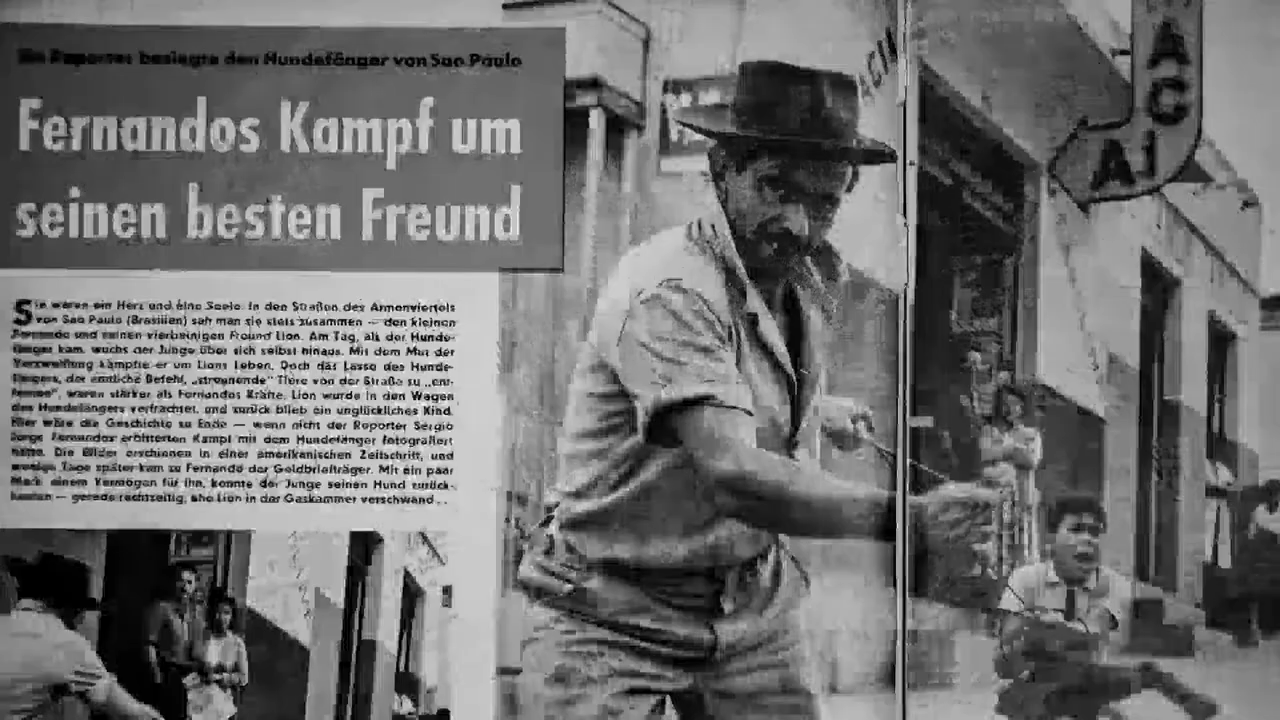 Ein Reporter besiegte den Hundefänger von Sao Paulo
Fernandos Kampf um
seinen besten Freund
Sie waren ein Herz und eine Seele. In den Straßen des Armenviertels
von Sao Paulo (Brasilien) sah man sie stets zusammen — den kleinen
Fernando und seinen vierbeinigen Freund Lion. Am Tag, als der Hunde-
fänger kam, wuchs der Junge über sich selbst hinaus. Mit dem Mut der
Verzweiflung kämpfte er um Lions Leben. Doch das Lasso des Hunde-
fängers, der amtliche Befehl, „streunende" Tiere von der Straße zu „ent-
fernen", waren stärker als Fernandos Kräfte. Lion wurde in den Wagen
des Hundefängers verfrachtet, und zurück blieb ein unglückliches Kind.
Hier wäre die Geschichte zu Ende — wenn nicht der Reporter Sergio
Jorge Fernandos erbitterten Kampf mit dem Hundefänger fotografiert
hätte. Die Bilder erschienen in einer amerikanischen Zeitschrift, und
wenige Tage später kam zu Fernando der Geldbriefträger. Mit ein paar
Mark einem Vermögen für ihn, konnte der Junge seinen Hund zurück-
kaufen — gerade rechtzeitig, ehe Lion in der Gaskammer verschwand...
ACI